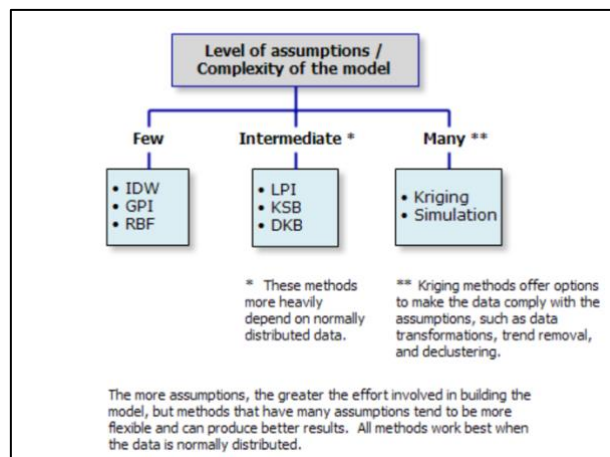 Level of assumptions /
Complexity of the model
Few
Intermediate *
Many **
• IDW
• GPI
• RBF
• LPI
• KSB
• DKB
• Kriging
• Simulation
* These methods
more heavily
depend on normally
distributed data.
** Kriging methods offer options
to make the data comply with the
assumptions, such as data
transformations, trend removal,
and declustering.
The more assumptions, the greater the effort involved in building the
model, but methods that have many assumptions tend to be more
flexible and can produce better results. All methods work best when
the data is normally distributed.